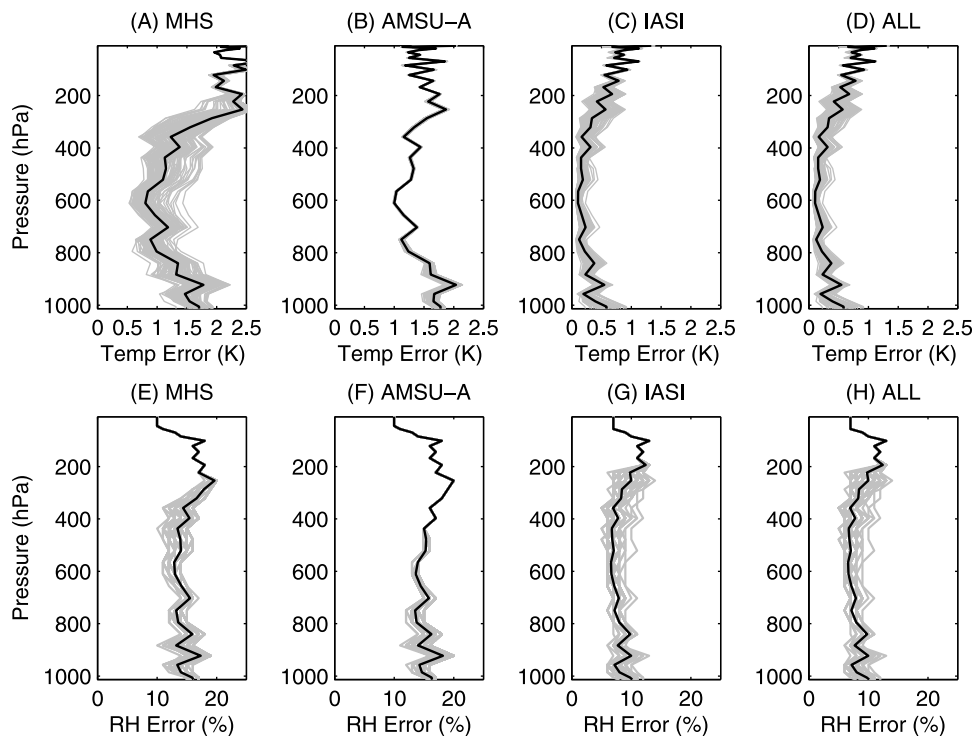 (A) MHS
(B) AMSU−A
(C) IASI
(D) ALL
Pressure (hPa)
200
400
600
800
1000
0 0.5 1 1.5 2 2.5
Temp Error (K)
200
400
600
800
1000
0 0.5 1 1.5 2 2.5
Temp Error (K)
200
400
600
800
1000
0 0.5 1 1.5 2 2.5
Temp Error (K)
200
400
600
800
1000
0 0.5 1 1.5 2 2.5
Temp Error (K)
(E) MHS
(F) AMSU−A
(G) IASI
(H) ALL
Pressure (hPa)
200
400
600
800
1000
0 10 20
RH Error (%)
200
400
600
800
1000
0 10 20
RH Error (%)
200
400
600
800
1000
0 10 20
RH Error (%)
200
400
600
800
1000
0 10 20
RH Error (%)